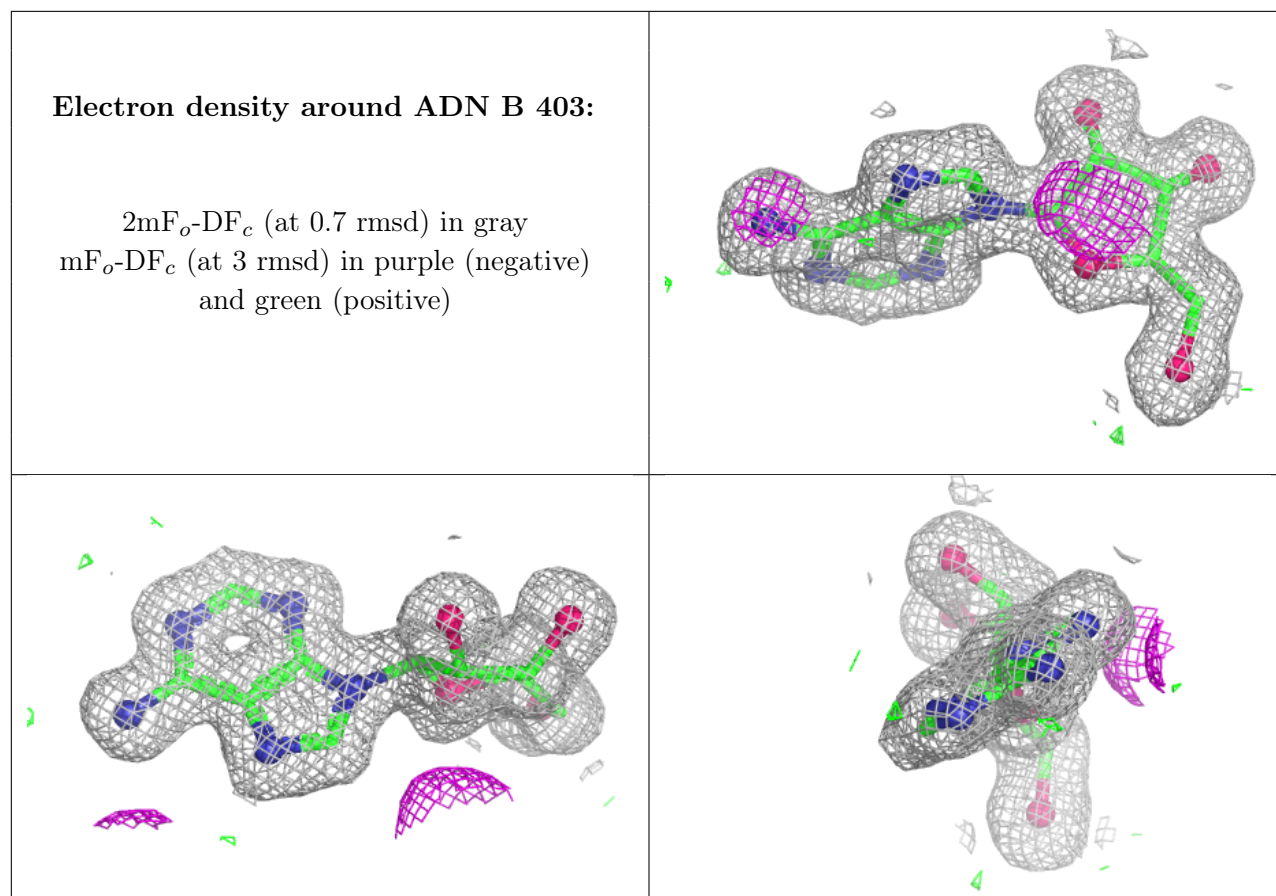 Electron density around ADN B 403:
2mFo-DFc (at 0.7 rmsd) in gray
mFo-DFc (at 3 rmsd) in purple (negative)
and green (positive)